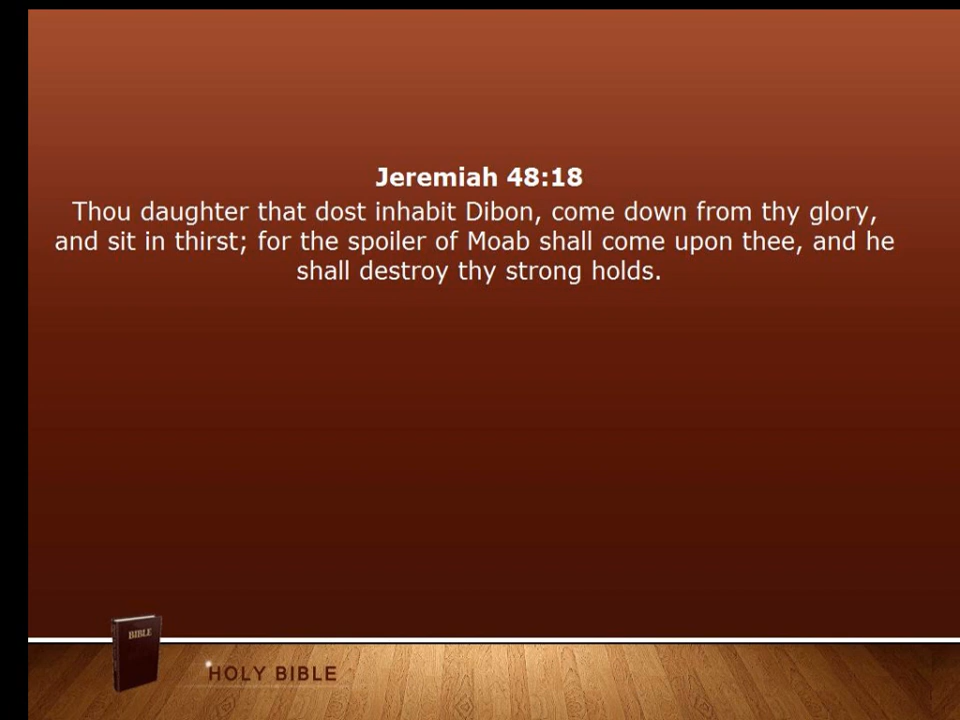 Jeremiah 48:18
Thou daughter that dost inhabit Dibon, come down from thy glory,
and sit in thirst; for the spoiler of Moab shall come upon thee, and he
shall destroy thy strong holds.
BIBLE
HOLY BIBLE